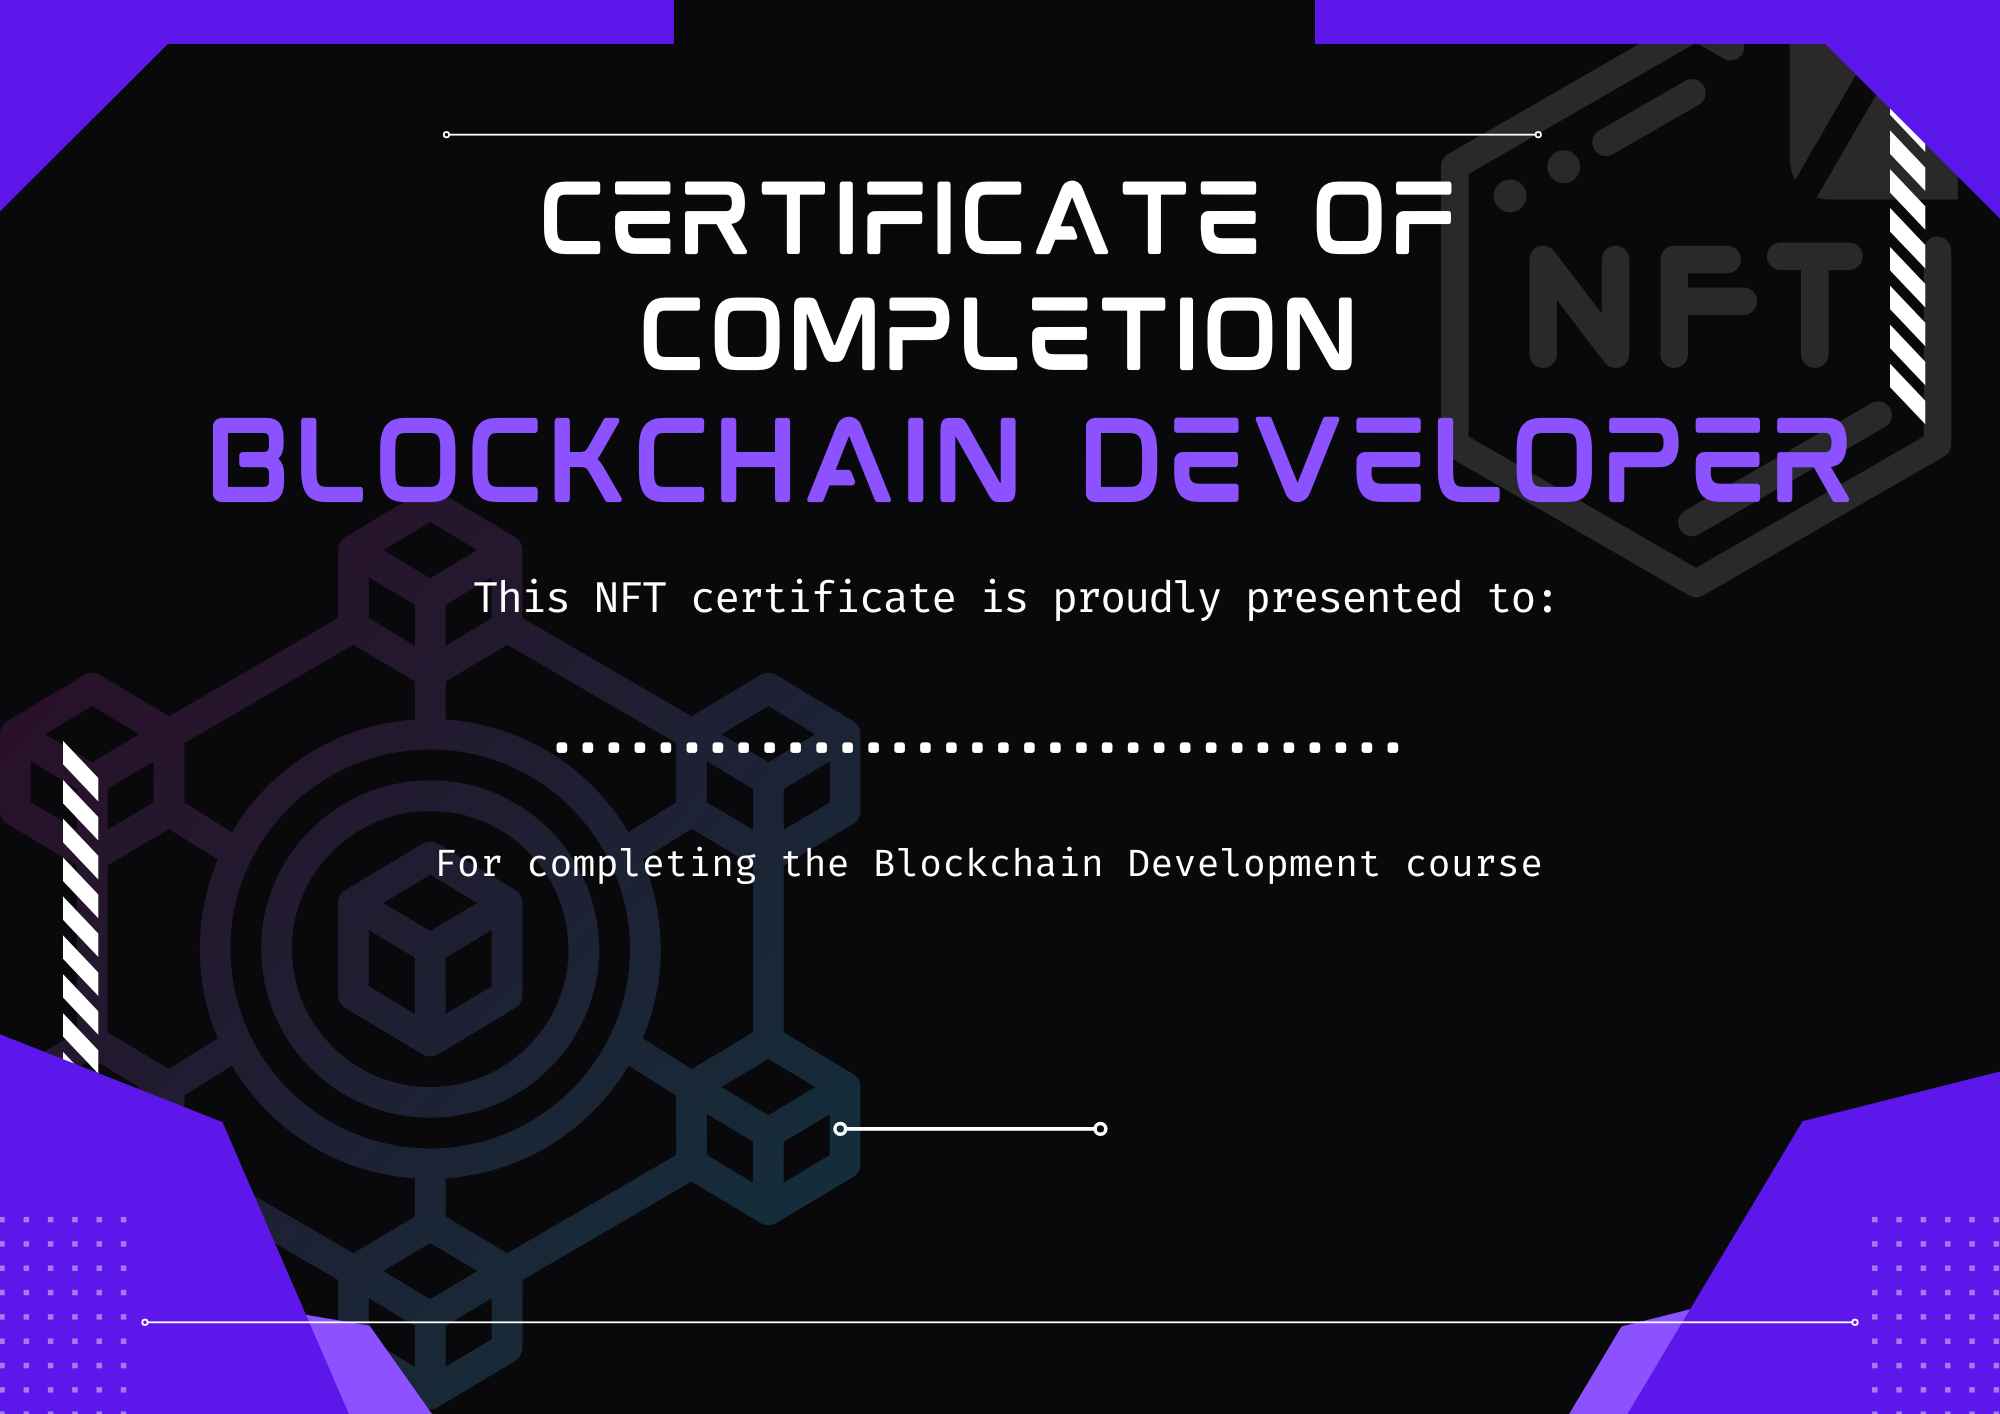 CERTIFICATE OF
COMPLETION
BLOCKCHAIN DEVELOPER
NFT
This NFT certificate is proudly presented to:
For completing the Blockchain Development course